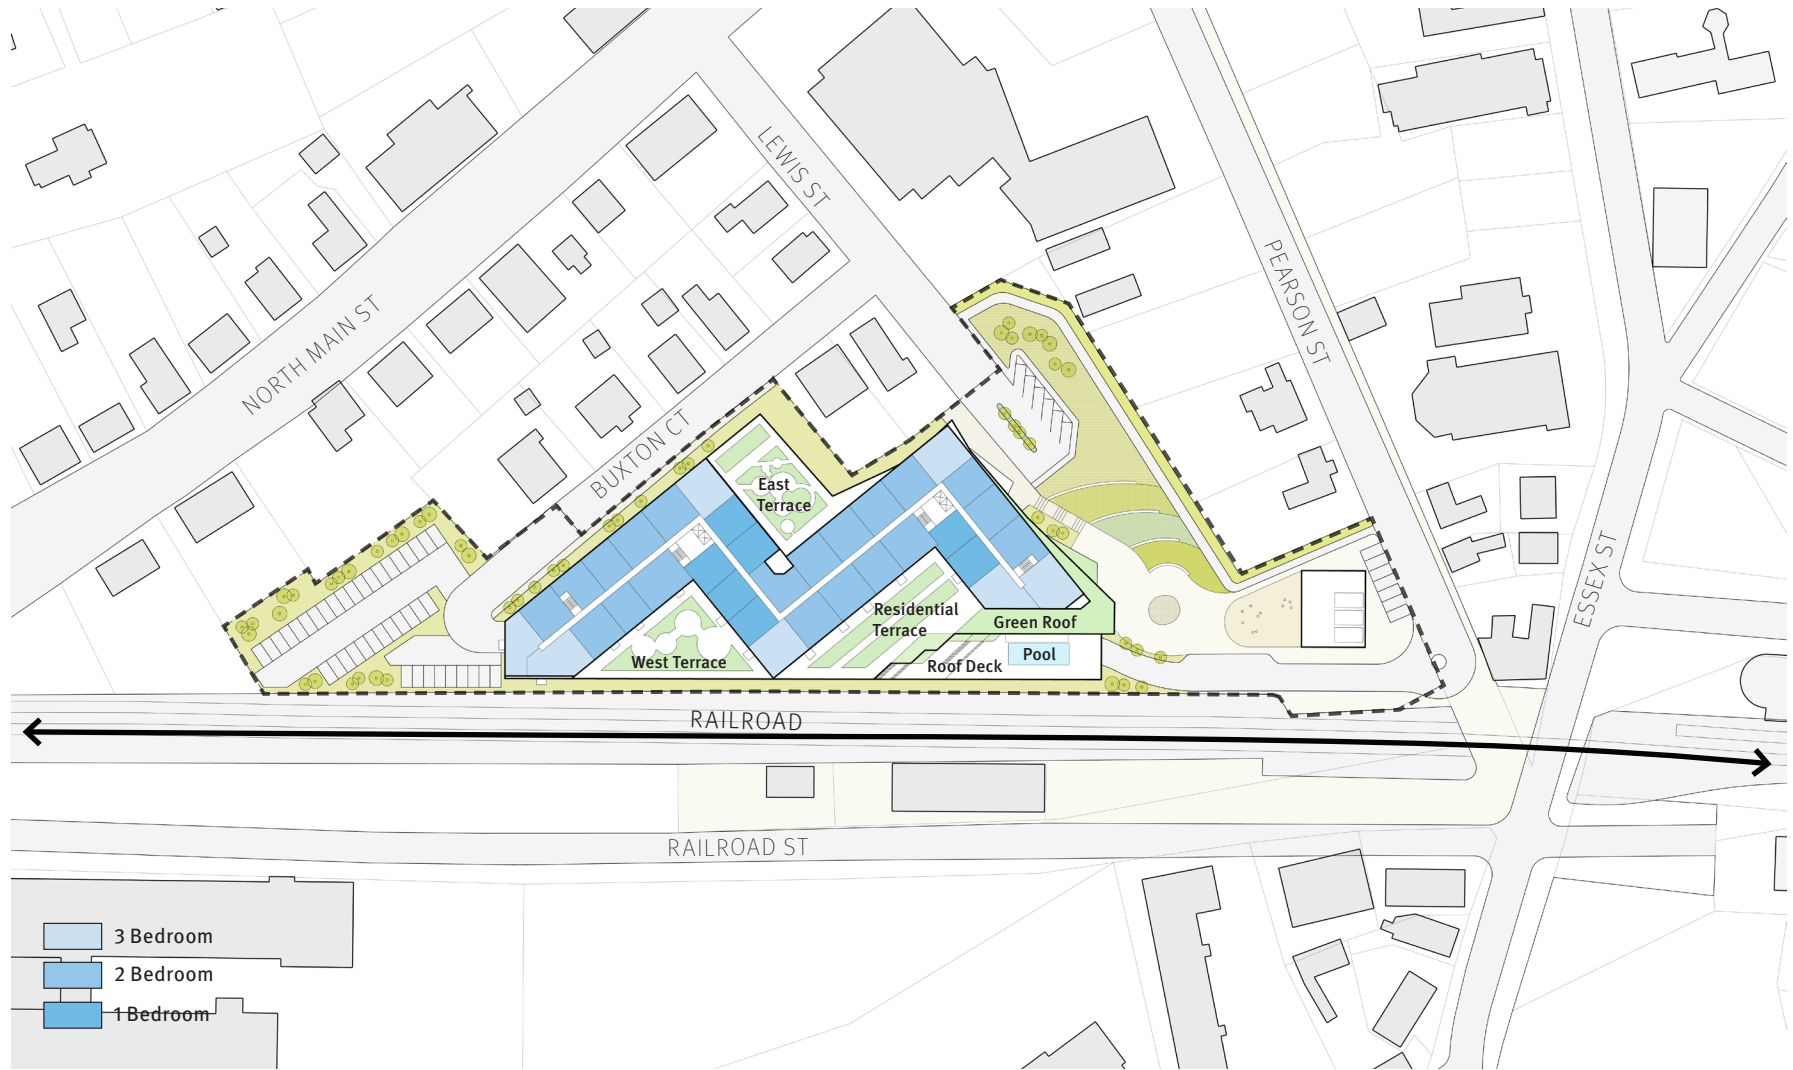 LEWIS ST
PEARSON ST
NORTH MAIN ST
BUXTON CT
East
Terrace
ESSEX ST
Residential
Terrace
Green Roof
West Terrace
Roof Deck
Pool
RAILROAD
RAILROAD ST
3 Bedroom
2 Bedroom
1 Bedroom